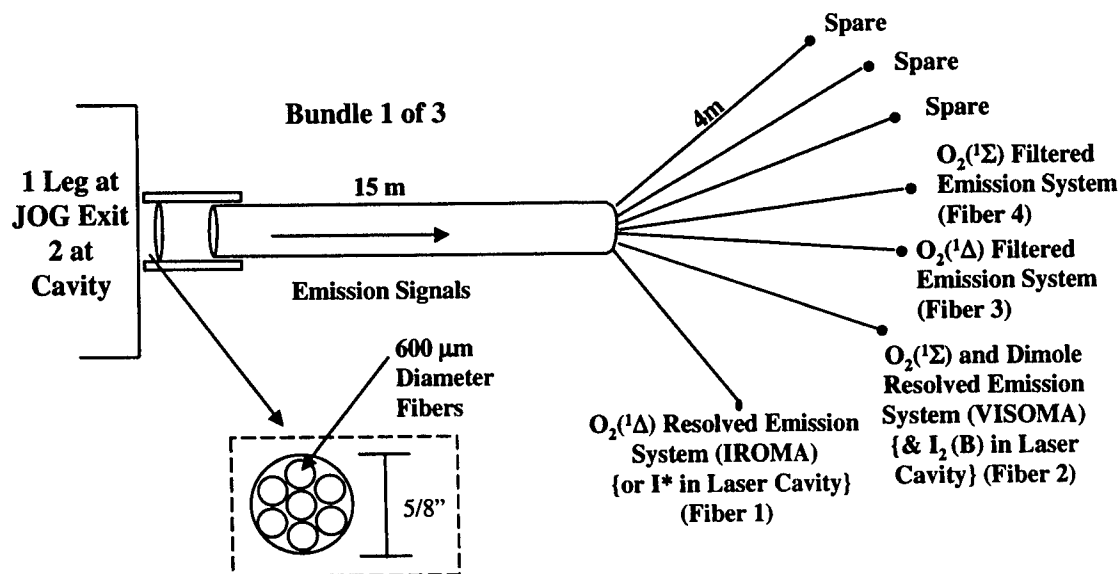 Bundle 1 of 3
1 Leg at
JOG Exit
2 at
Cavity
15 m
Emission Signals
4m
Spare
Spare
Spare
O₂(¹Σ) Filtered
Emission System
(Fiber 4)
O₂(¹Δ) Filtered
Emission System
(Fiber 3)
O₂(¹Σ) and Dimole
Resolved Emission
System (VISOMA)
{& I₂ (B) in Laser
Cavity} (Fiber 2)
O₂(¹Δ) Resolved Emission
System (IROMA)
{or I* in Laser Cavity}
(Fiber 1)
600 μm
Diameter
Fibers
5/8”